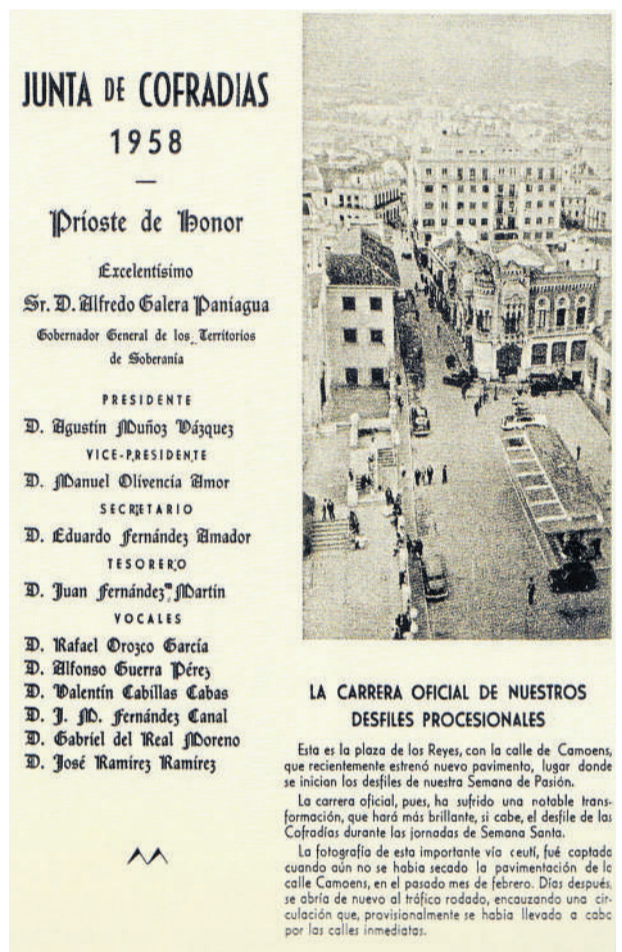 JUNTA DE COFRADIAS
1958
—
Príoste de Honor
Excelentísimo
Sr. D. Alfredo Galera Paniagua
Gobernador General de los Territorios
de Soberanía
PRESIDENTE
D. Agustín Muñoz Vázquez
VICE-PRESIDENTE
D. Manuel Olivencia Amor
SECRETARIO
D. Eduardo Fernández Amador
TESORERO
D. Juan Fernández Martín
VOCALES
D. Rafael Orozco García
D. Alfonso Guerra Pérez
D. Valentín Cabillas Cabas
D. J. M. Fernández Canal
D. Gabriel del Real Moreno
D. José Ramírez Ramírez
LA CARRERA OFICIAL DE NUESTROS
DESFILES PROCESIONALES
Esta es la plaza de los Reyes, con la calle de Camoens,
que recientemente estrenó nuevo pavimento, lugar donde
se inician los desfiles de nuestra Semana de Pasión.
La carrera oficial, pues, ha sufrido una notable trans-
formación, que hará más brillante, si cabe, el desfile de las
Cofradías durante las jornadas de Semana Santa.
La fotografía de esta importante vía ceutí, fué captada
cuando aún no se había secado la pavimentación de la
calle Camoens, en el pasado mes de febrero. Días después,
se abría de nuevo al tráfico rodado, encauzando una cir-
culación que, provisionalmente se había llevado a cabo
por las calles inmediatas.